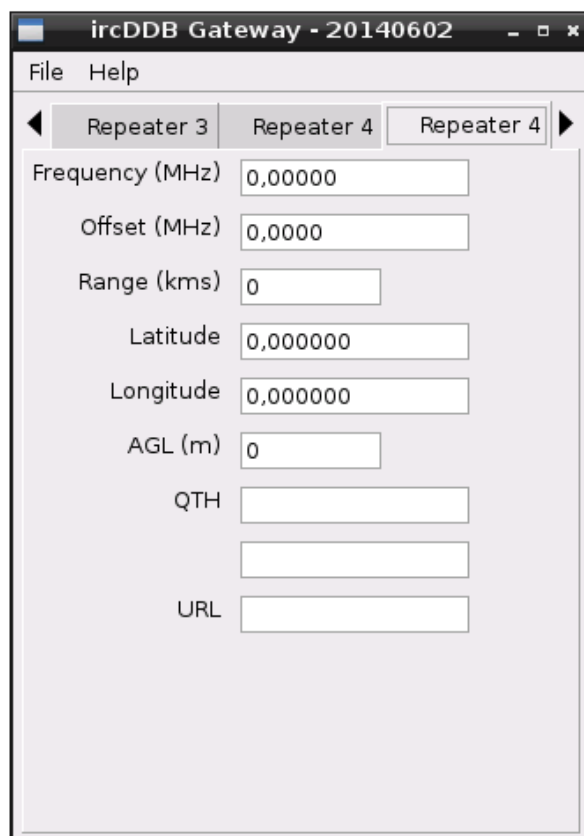 ircDDB Gateway - 20140602
File Help
Repeater 3 Repeater 4 Repeater 4
Frequency (MHz) 0,00000
Offset (MHz) 0,0000
Range (kms) 0
Latitude 0,000000
Longitude 0,000000
AGL (m) 0
QTH
URL